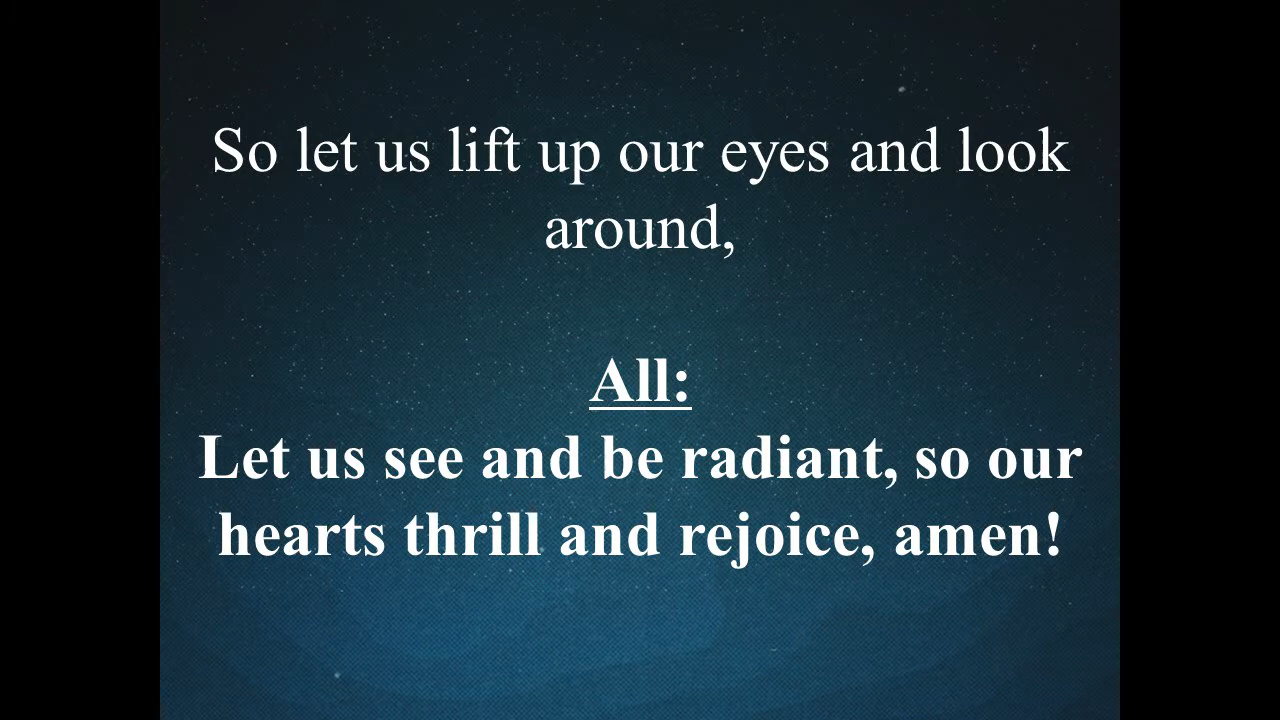 So let us lift up our eyes and look
around,
All:
Let us see and be radiant, so our
hearts thrill and rejoice, amen!